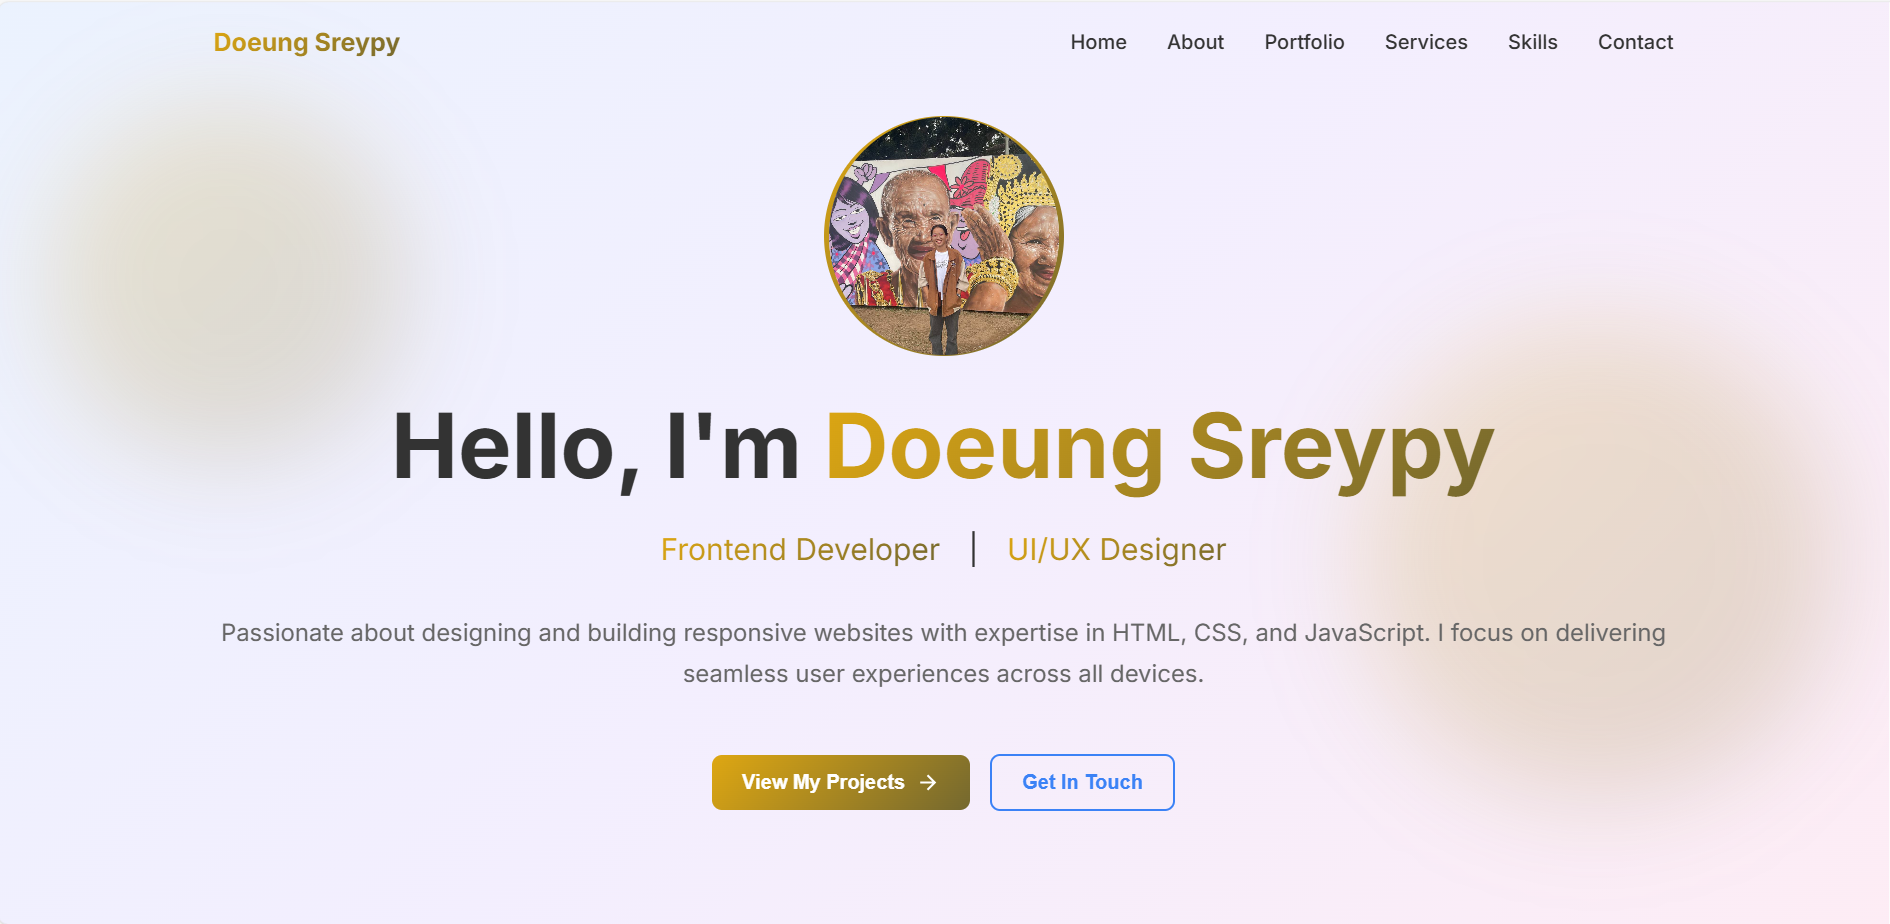 Doeung Sreypy
Home
About
Portfolio
Services
Skills
Contact
Hello, I'm Doeung Sreypy
Frontend Developer | UI/UX Designer
Passionate about designing and building responsive websites with expertise in HTML, CSS, and JavaScript. I focus on delivering
seamless user experiences across all devices.
View My Projects →
Get In Touch